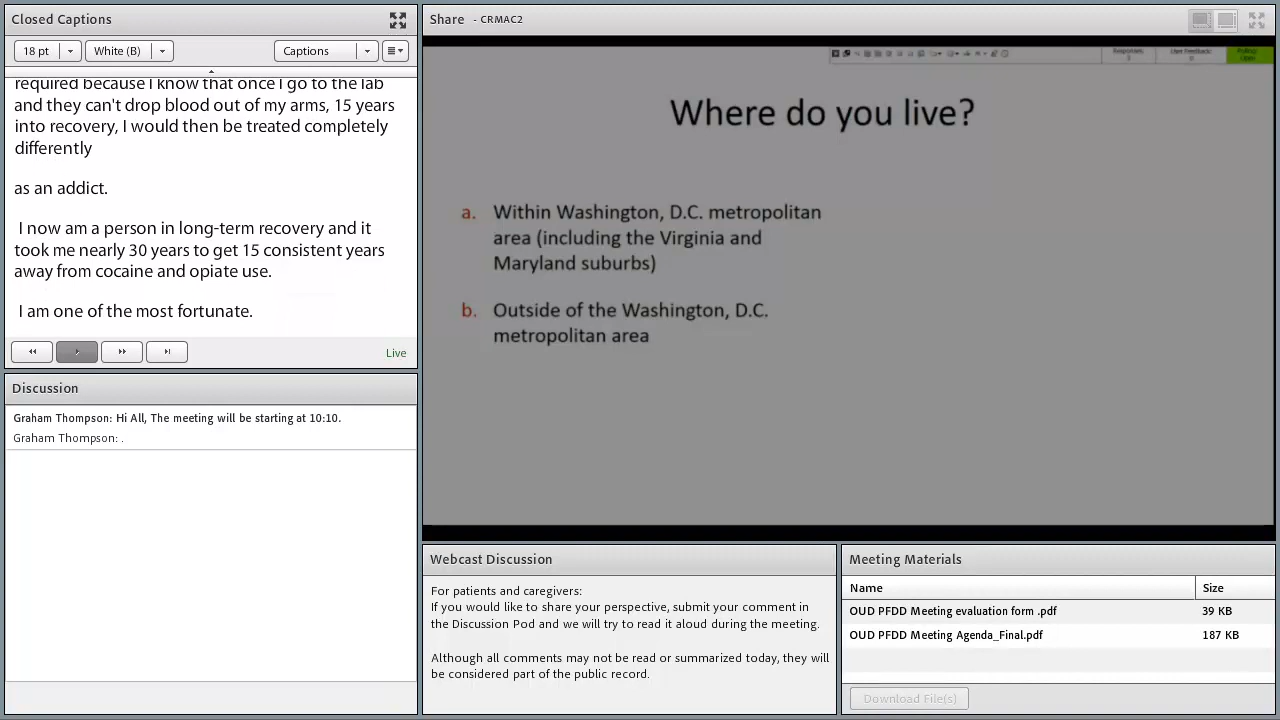 Closed Captions
18 pt
White (B)
Captions
required because I know that once I go to the lab
and they can't drop blood out of my arms, 15 years
into recovery, I would then be treated completely
differently
as an addict.
I now am a person in long-term recovery and it
took me nearly 30 years to get 15 consistent years
away from cocaine and opiate use.
I am one of the most fortunate.
Live
Discussion
Graham Thompson: Hi All, The meeting will be starting at 10:10.
Graham Thompson: .
Share - CRMAC2
Responses:
User Feedback:
Polling:
Open
Where do you live?
a. Within Washington, D.C. metropolitan
area (including the Virginia and
Maryland suburbs)
b. Outside of the Washington, D.C.
metropolitan area
Webcast Discussion
For patients and caregivers:
If you would like to share your perspective, submit your comment in
the Discussion Pod and we will try to read it aloud during the meeting.
Although all comments may not be read or summarized today, they will
be considered part of the public record.
Meeting Materials
Name Size
OUD PFDD Meeting evaluation form .pdf 39 KB
OUD PFDD Meeting Agenda_Final.pdf 187 KB
Download File(s)